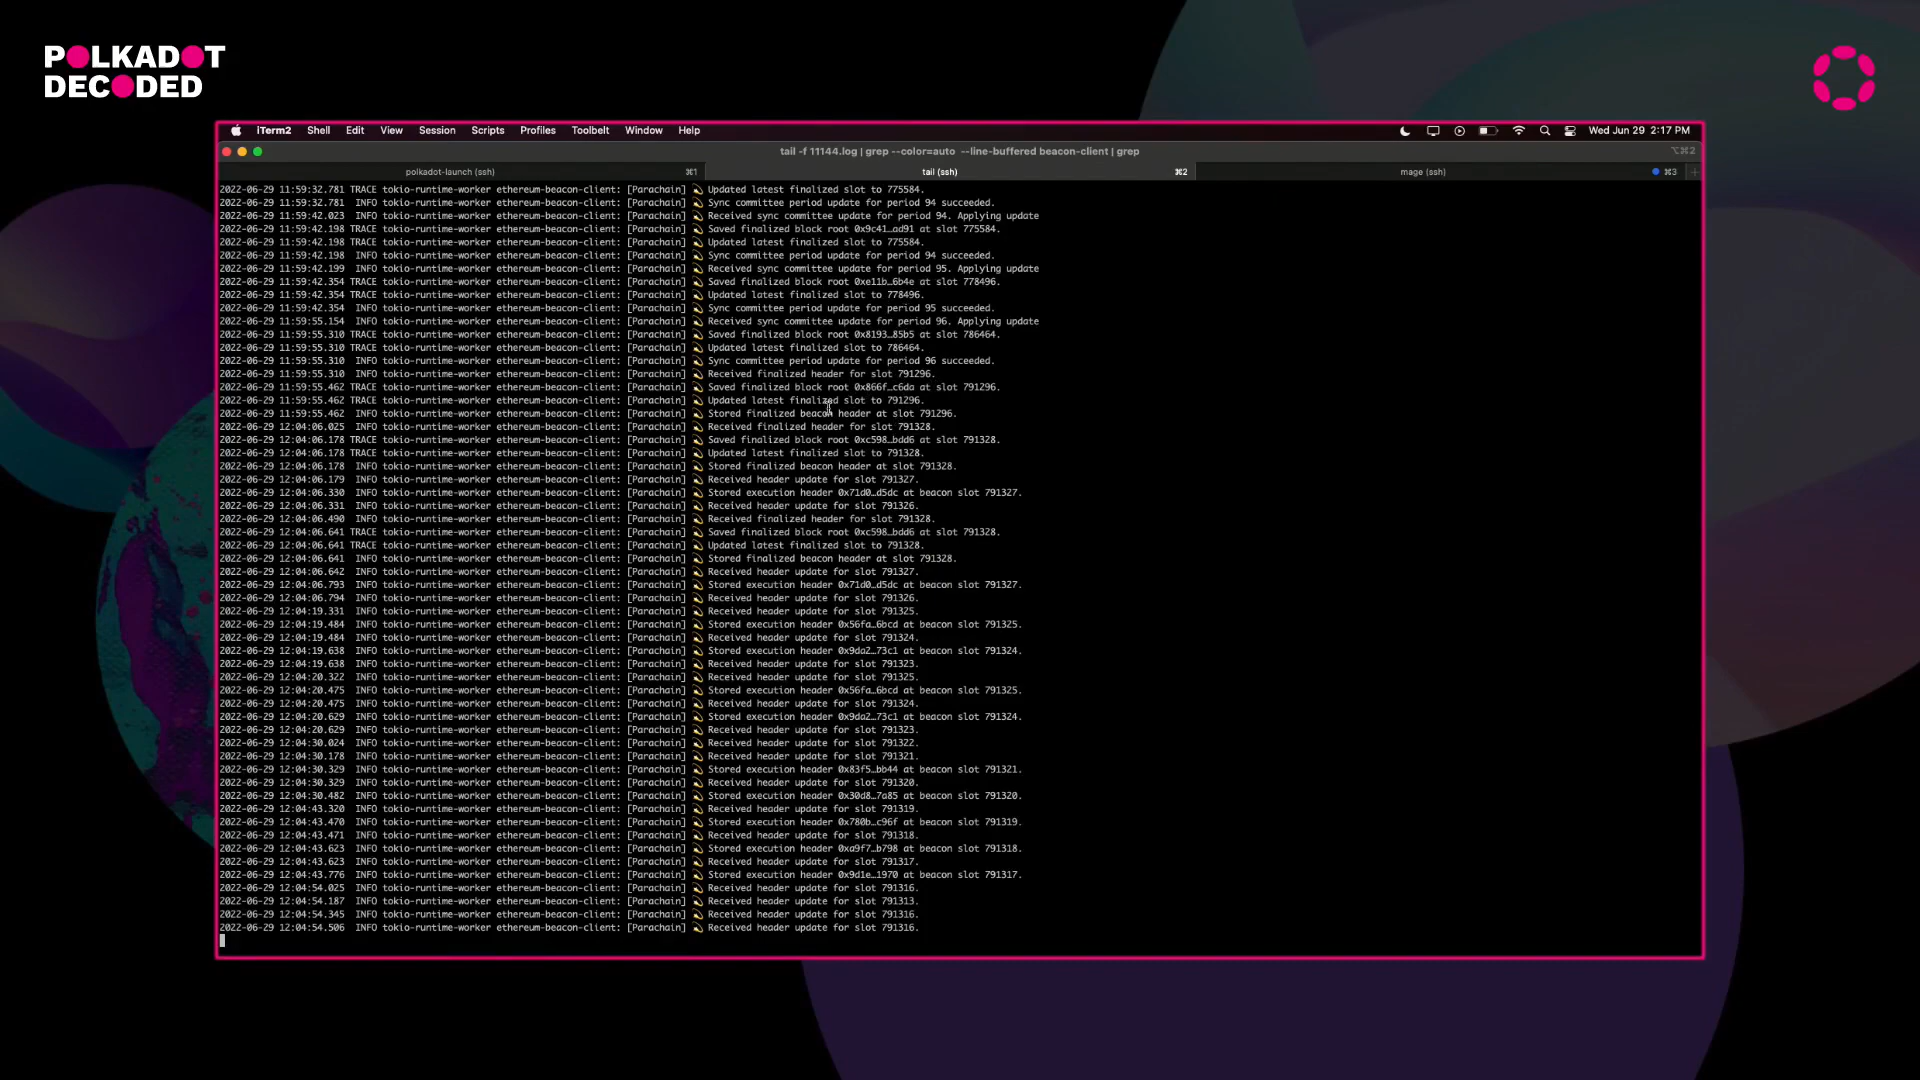 POLKADOT
DECODED
iTerm2 Shell Edit View Session Scripts Profiles Toolbelt Window Help Wed Jun 29 2:17 PM
tail -f 11144.log | grep --color=auto --line-buffered beacon-client | grep ⌥⌘2
polkadot-launch (ssh) ⌘1 tail (ssh) ⌘2 mage (ssh) ⌘3
2022-06-29 11:59:32.781 TRACE tokio-runtime-worker ethereum-beacon-client: [Parachain] 💫 Updated latest finalized slot to 775584.
2022-06-29 11:59:32.781  INFO tokio-runtime-worker ethereum-beacon-client: [Parachain] 💫 Sync committee period update for period 94 succeeded.
2022-06-29 11:59:42.023  INFO tokio-runtime-worker ethereum-beacon-client: [Parachain] 💫 Received sync committee update for period 94. Applying update
2022-06-29 11:59:42.198 TRACE tokio-runtime-worker ethereum-beacon-client: [Parachain] 💫 Saved finalized block root 0x9c41…ad91 at slot 775584.
2022-06-29 11:59:42.198 TRACE tokio-runtime-worker ethereum-beacon-client: [Parachain] 💫 Updated latest finalized slot to 775584.
2022-06-29 11:59:42.198  INFO tokio-runtime-worker ethereum-beacon-client: [Parachain] 💫 Sync committee period update for period 94 succeeded.
2022-06-29 11:59:42.199  INFO tokio-runtime-worker ethereum-beacon-client: [Parachain] 💫 Received sync committee update for period 95. Applying update
2022-06-29 11:59:42.354 TRACE tokio-runtime-worker ethereum-beacon-client: [Parachain] 💫 Saved finalized block root 0xe11b…6b4e at slot 778496.
2022-06-29 11:59:42.354 TRACE tokio-runtime-worker ethereum-beacon-client: [Parachain] 💫 Updated latest finalized slot to 778496.
2022-06-29 11:59:42.354  INFO tokio-runtime-worker ethereum-beacon-client: [Parachain] 💫 Sync committee period update for period 95 succeeded.
2022-06-29 11:59:55.154  INFO tokio-runtime-worker ethereum-beacon-client: [Parachain] 💫 Received sync committee update for period 96. Applying update
2022-06-29 11:59:55.310 TRACE tokio-runtime-worker ethereum-beacon-client: [Parachain] 💫 Saved finalized block root 0x8193…85b5 at slot 786464.
2022-06-29 11:59:55.310 TRACE tokio-runtime-worker ethereum-beacon-client: [Parachain] 💫 Updated latest finalized slot to 786464.
2022-06-29 11:59:55.310  INFO tokio-runtime-worker ethereum-beacon-client: [Parachain] 💫 Sync committee period update for period 96 succeeded.
2022-06-29 11:59:55.310  INFO tokio-runtime-worker ethereum-beacon-client: [Parachain] 💫 Received finalized header for slot 791296.
2022-06-29 11:59:55.462 TRACE tokio-runtime-worker ethereum-beacon-client: [Parachain] 💫 Saved finalized block root 0x866f…c6da at slot 791296.
2022-06-29 11:59:55.462 TRACE tokio-runtime-worker ethereum-beacon-client: [Parachain] 💫 Updated latest finalized slot to 791296.
2022-06-29 11:59:55.462  INFO tokio-runtime-worker ethereum-beacon-client: [Parachain] 💫 Stored finalized beacon header at slot 791296.
2022-06-29 12:04:06.025  INFO tokio-runtime-worker ethereum-beacon-client: [Parachain] 💫 Received finalized header for slot 791328.
2022-06-29 12:04:06.178 TRACE tokio-runtime-worker ethereum-beacon-client: [Parachain] 💫 Saved finalized block root 0xc598…bdd6 at slot 791328.
2022-06-29 12:04:06.178 TRACE tokio-runtime-worker ethereum-beacon-client: [Parachain] 💫 Updated latest finalized slot to 791328.
2022-06-29 12:04:06.178  INFO tokio-runtime-worker ethereum-beacon-client: [Parachain] 💫 Stored finalized beacon header at slot 791328.
2022-06-29 12:04:06.179  INFO tokio-runtime-worker ethereum-beacon-client: [Parachain] 💫 Received header update for slot 791327.
2022-06-29 12:04:06.330  INFO tokio-runtime-worker ethereum-beacon-client: [Parachain] 💫 Stored execution header 0x71d0…d5dc at beacon slot 791327.
2022-06-29 12:04:06.331  INFO tokio-runtime-worker ethereum-beacon-client: [Parachain] 💫 Received header update for slot 791326.
2022-06-29 12:04:06.490  INFO tokio-runtime-worker ethereum-beacon-client: [Parachain] 💫 Received finalized header for slot 791328.
2022-06-29 12:04:06.641 TRACE tokio-runtime-worker ethereum-beacon-client: [Parachain] 💫 Saved finalized block root 0xc598…bdd6 at slot 791328.
2022-06-29 12:04:06.641 TRACE tokio-runtime-worker ethereum-beacon-client: [Parachain] 💫 Updated latest finalized slot to 791328.
2022-06-29 12:04:06.641  INFO tokio-runtime-worker ethereum-beacon-client: [Parachain] 💫 Stored finalized beacon header at slot 791328.
2022-06-29 12:04:06.642  INFO tokio-runtime-worker ethereum-beacon-client: [Parachain] 💫 Received header update for slot 791327.
2022-06-29 12:04:06.793  INFO tokio-runtime-worker ethereum-beacon-client: [Parachain] 💫 Stored execution header 0x71d0…d5dc at beacon slot 791327.
2022-06-29 12:04:06.794  INFO tokio-runtime-worker ethereum-beacon-client: [Parachain] 💫 Received header update for slot 791326.
2022-06-29 12:04:19.331  INFO tokio-runtime-worker ethereum-beacon-client: [Parachain] 💫 Received header update for slot 791325.
2022-06-29 12:04:19.484  INFO tokio-runtime-worker ethereum-beacon-client: [Parachain] 💫 Stored execution header 0x56fa…6bcd at beacon slot 791325.
2022-06-29 12:04:19.484  INFO tokio-runtime-worker ethereum-beacon-client: [Parachain] 💫 Received header update for slot 791324.
2022-06-29 12:04:19.638  INFO tokio-runtime-worker ethereum-beacon-client: [Parachain] 💫 Stored execution header 0x9da2…73c1 at beacon slot 791324.
2022-06-29 12:04:19.638  INFO tokio-runtime-worker ethereum-beacon-client: [Parachain] 💫 Received header update for slot 791323.
2022-06-29 12:04:20.322  INFO tokio-runtime-worker ethereum-beacon-client: [Parachain] 💫 Received header update for slot 791325.
2022-06-29 12:04:20.475  INFO tokio-runtime-worker ethereum-beacon-client: [Parachain] 💫 Stored execution header 0x56fa…6bcd at beacon slot 791325.
2022-06-29 12:04:20.475  INFO tokio-runtime-worker ethereum-beacon-client: [Parachain] 💫 Received header update for slot 791324.
2022-06-29 12:04:20.629  INFO tokio-runtime-worker ethereum-beacon-client: [Parachain] 💫 Stored execution header 0x9da2…73c1 at beacon slot 791324.
2022-06-29 12:04:20.629  INFO tokio-runtime-worker ethereum-beacon-client: [Parachain] 💫 Received header update for slot 791323.
2022-06-29 12:04:30.024  INFO tokio-runtime-worker ethereum-beacon-client: [Parachain] 💫 Received header update for slot 791322.
2022-06-29 12:04:30.178  INFO tokio-runtime-worker ethereum-beacon-client: [Parachain] 💫 Received header update for slot 791321.
2022-06-29 12:04:30.329  INFO tokio-runtime-worker ethereum-beacon-client: [Parachain] 💫 Stored execution header 0x83f5…bb44 at beacon slot 791321.
2022-06-29 12:04:30.329  INFO tokio-runtime-worker ethereum-beacon-client: [Parachain] 💫 Received header update for slot 791320.
2022-06-29 12:04:30.482  INFO tokio-runtime-worker ethereum-beacon-client: [Parachain] 💫 Stored execution header 0x30d8…7a85 at beacon slot 791320.
2022-06-29 12:04:43.320  INFO tokio-runtime-worker ethereum-beacon-client: [Parachain] 💫 Received header update for slot 791319.
2022-06-29 12:04:43.470  INFO tokio-runtime-worker ethereum-beacon-client: [Parachain] 💫 Stored execution header 0x780b…c96f at beacon slot 791319.
2022-06-29 12:04:43.471  INFO tokio-runtime-worker ethereum-beacon-client: [Parachain] 💫 Received header update for slot 791318.
2022-06-29 12:04:43.623  INFO tokio-runtime-worker ethereum-beacon-client: [Parachain] 💫 Stored execution header 0xa9f7…b798 at beacon slot 791318.
2022-06-29 12:04:43.623  INFO tokio-runtime-worker ethereum-beacon-client: [Parachain] 💫 Received header update for slot 791317.
2022-06-29 12:04:43.776  INFO tokio-runtime-worker ethereum-beacon-client: [Parachain] 💫 Stored execution header 0x9d1e…1970 at beacon slot 791317.
2022-06-29 12:04:54.025  INFO tokio-runtime-worker ethereum-beacon-client: [Parachain] 💫 Received header update for slot 791316.
2022-06-29 12:04:54.187  INFO tokio-runtime-worker ethereum-beacon-client: [Parachain] 💫 Received header update for slot 791313.
2022-06-29 12:04:54.345  INFO tokio-runtime-worker ethereum-beacon-client: [Parachain] 💫 Received header update for slot 791316.
2022-06-29 12:04:54.506  INFO tokio-runtime-worker ethereum-beacon-client: [Parachain] 💫 Received header update for slot 791316.